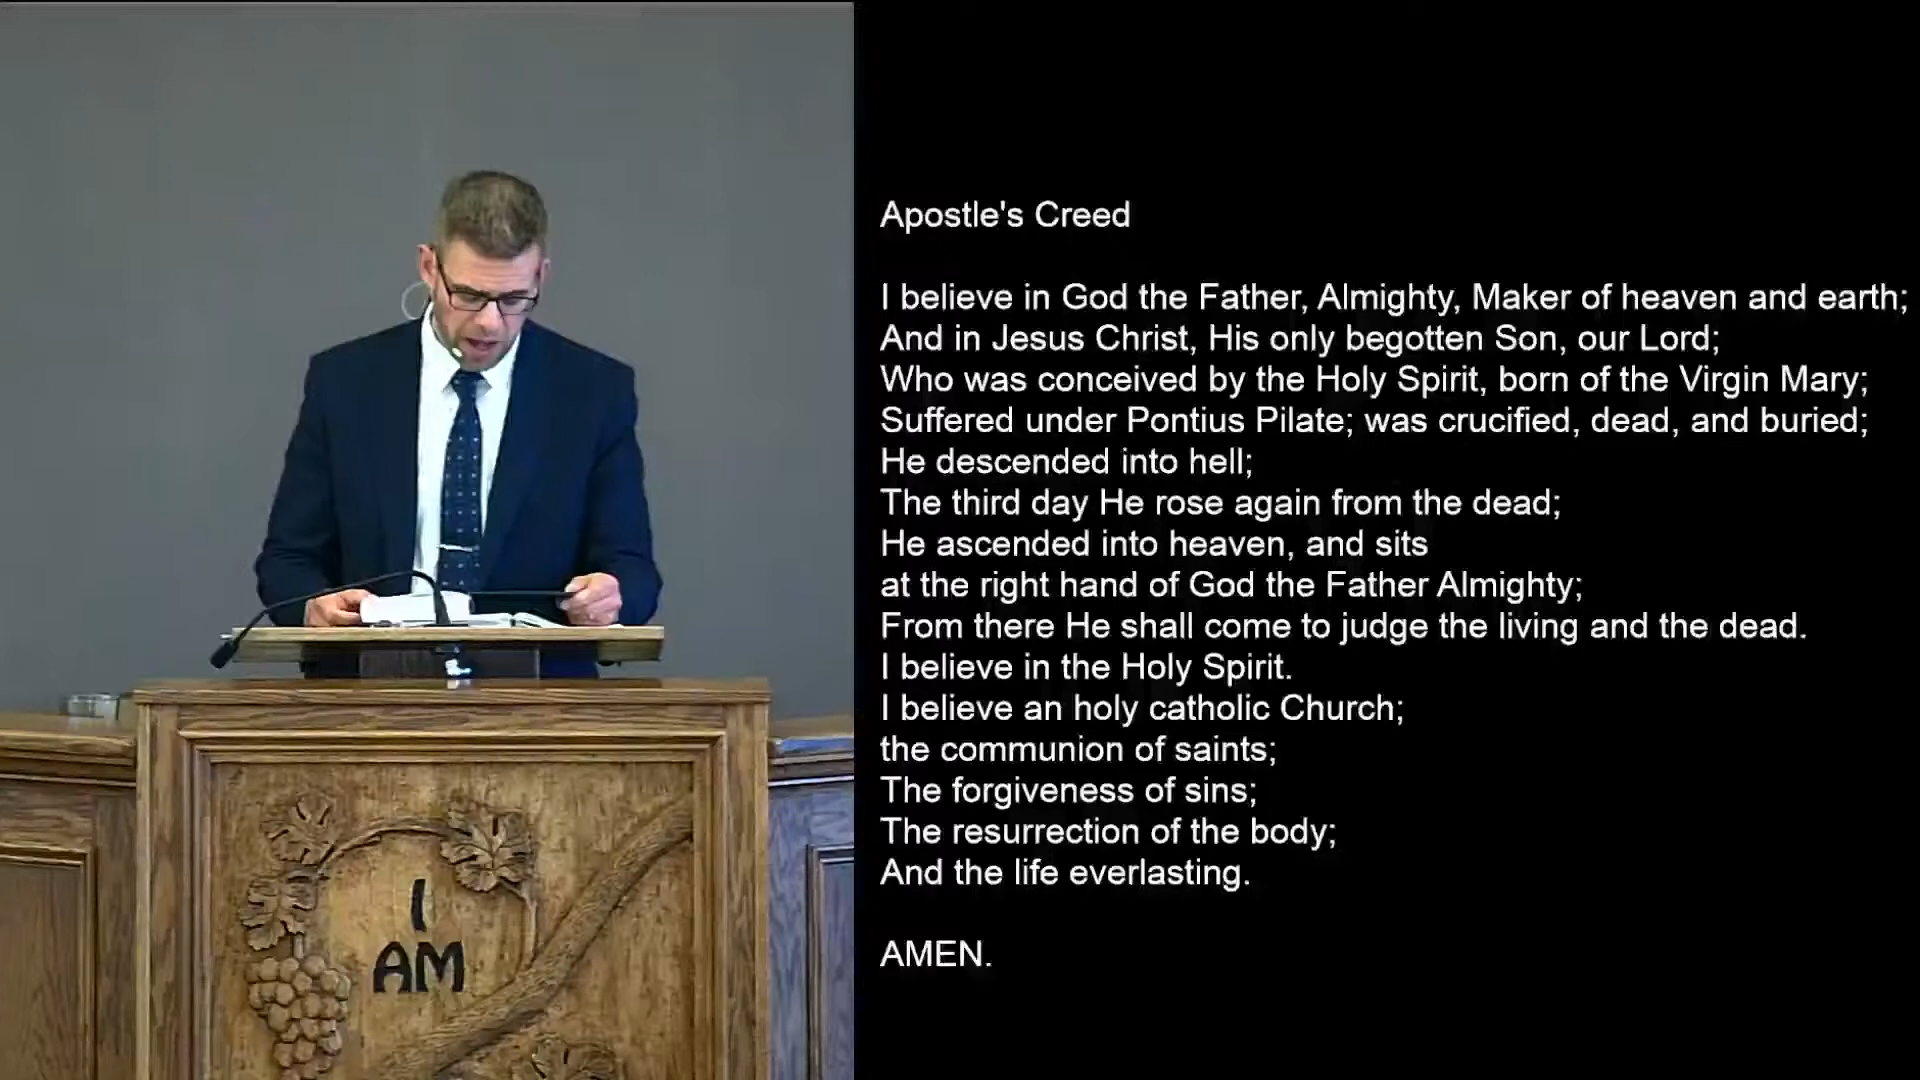 Apostle's Creed
I believe in God the Father, Almighty, Maker of heaven and earth;
And in Jesus Christ, His only begotten Son, our Lord;
Who was conceived by the Holy Spirit, born of the Virgin Mary;
Suffered under Pontius Pilate; was crucified, dead, and buried;
He descended into hell;
The third day He rose again from the dead;
He ascended into heaven, and sits
at the right hand of God the Father Almighty;
From there He shall come to judge the living and the dead.
I believe in the Holy Spirit.
I believe an holy catholic Church;
the communion of saints;
The forgiveness of sins;
The resurrection of the body;
And the life everlasting.
AMEN.
I
AM